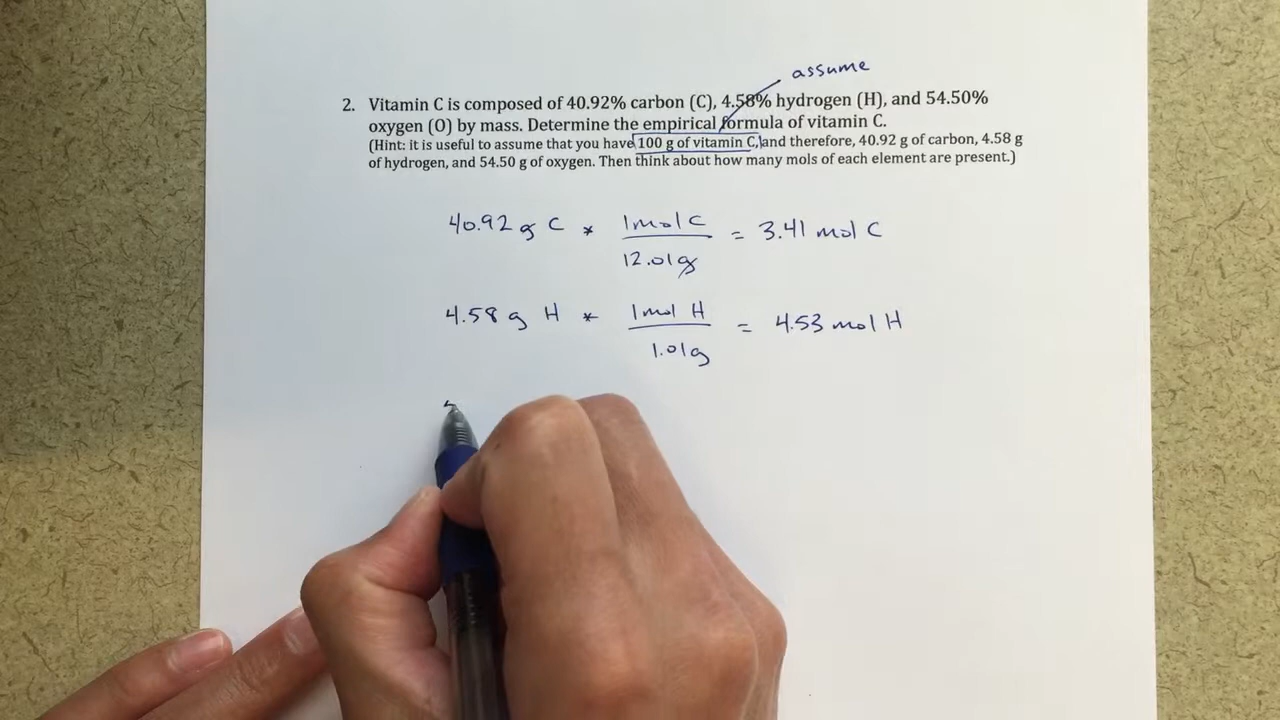 assume
2. Vitamin C is composed of 40.92% carbon (C), 4.58% hydrogen (H), and 54.50%
oxygen (O) by mass. Determine the empirical formula of vitamin C.
(Hint: it is useful to assume that you have 100 g of vitamin C, and therefore, 40.92 g of carbon, 4.58 g
of hydrogen, and 54.50 g of oxygen. Then think about how many mols of each element are present.)
40.92 g C * 1 mol C / 12.01g = 3.41 mol C
4.58 g H * 1 mol H / 1.01g = 4.53 mol H